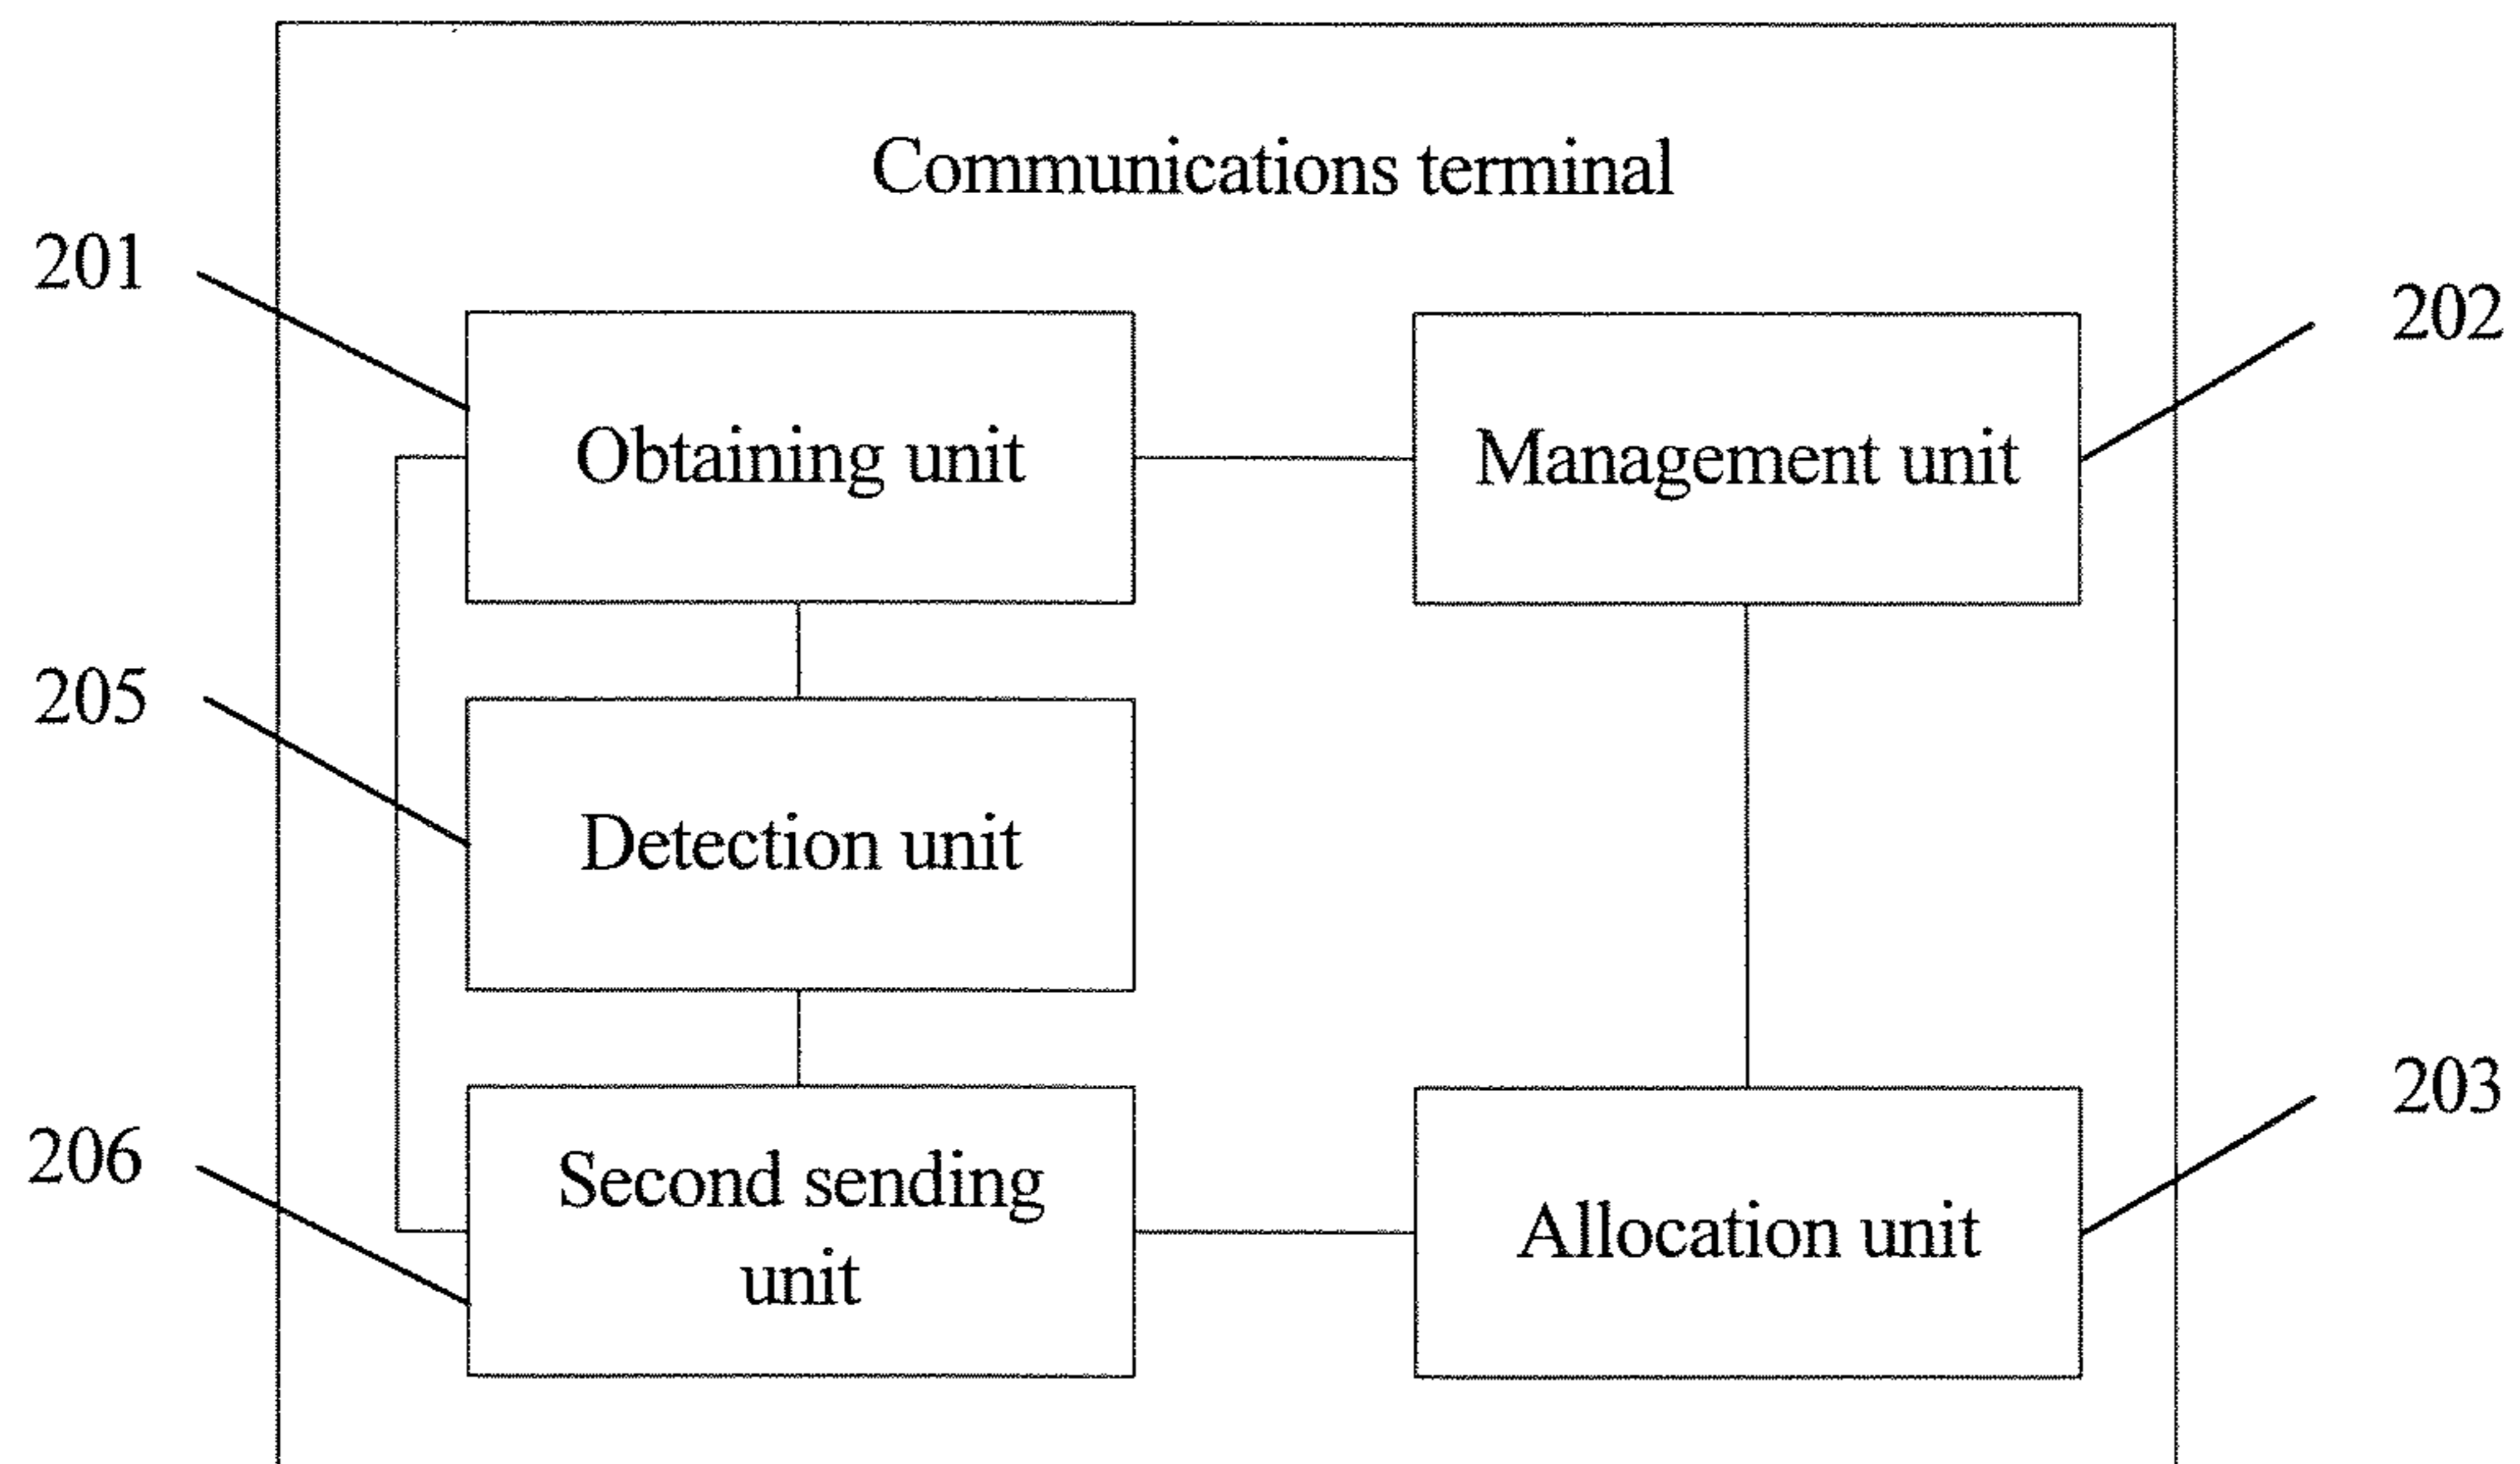 Communications terminal
201
202
Obtaining unit
Management unit
205
Detection unit
203
206
Second sending
unit
Allocation unit